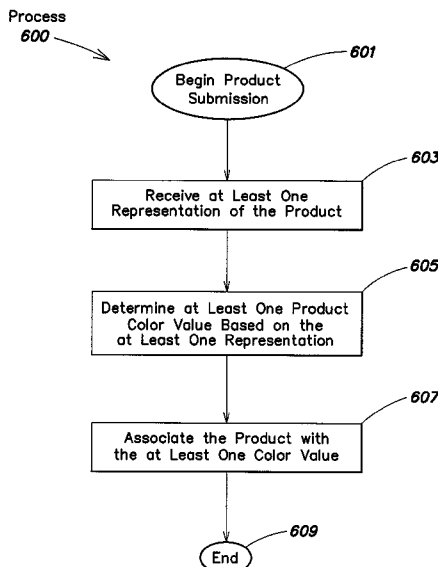 Process
600
601
Begin Product
Submission
603
Receive at Least One
Representation of the Product
605
Determine at Least One Product
Color Value Based on the
at Least One Representation
607
Associate the Product with
the at Least One Color Value
609
End